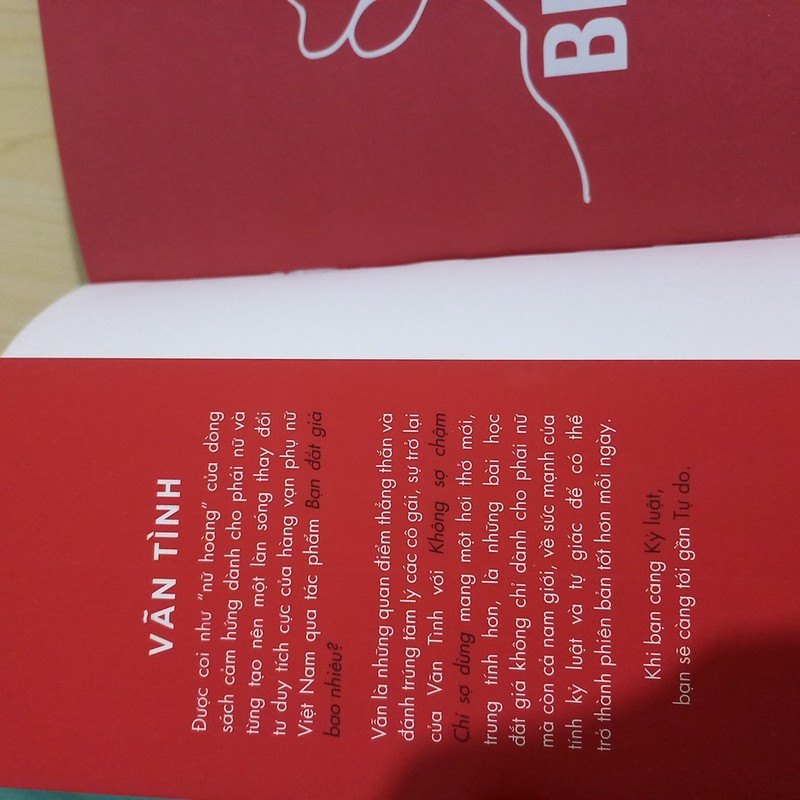 VÃN TÌNH
Được coi như “nữ hoàng” của dòng
sách cảm hứng dành cho phái nữ và
từng tạo nên một làn sóng thay đổi
tư duy tích cực của hàng vạn phụ nữ
Việt Nam qua tác phẩm Bạn đắt giá
bao nhiêu?
Vẫn là những quan điểm thẳng thắn và
đánh trúng tâm lý các cô gái, sự trở lại
của Vãn Tình với Không sợ chậm
Chỉ sợ dừng mang một hơi thở mới,
trung tính hơn, là những bài học
đắt giá không chỉ dành cho phái nữ
mà còn cả nam giới, về sức mạnh của
tính kỷ luật và tự giác để có thể
trở thành phiên bản tốt hơn mỗi ngày.
Khi bạn càng Kỷ luật,
bạn sẽ càng tới gần Tự do.